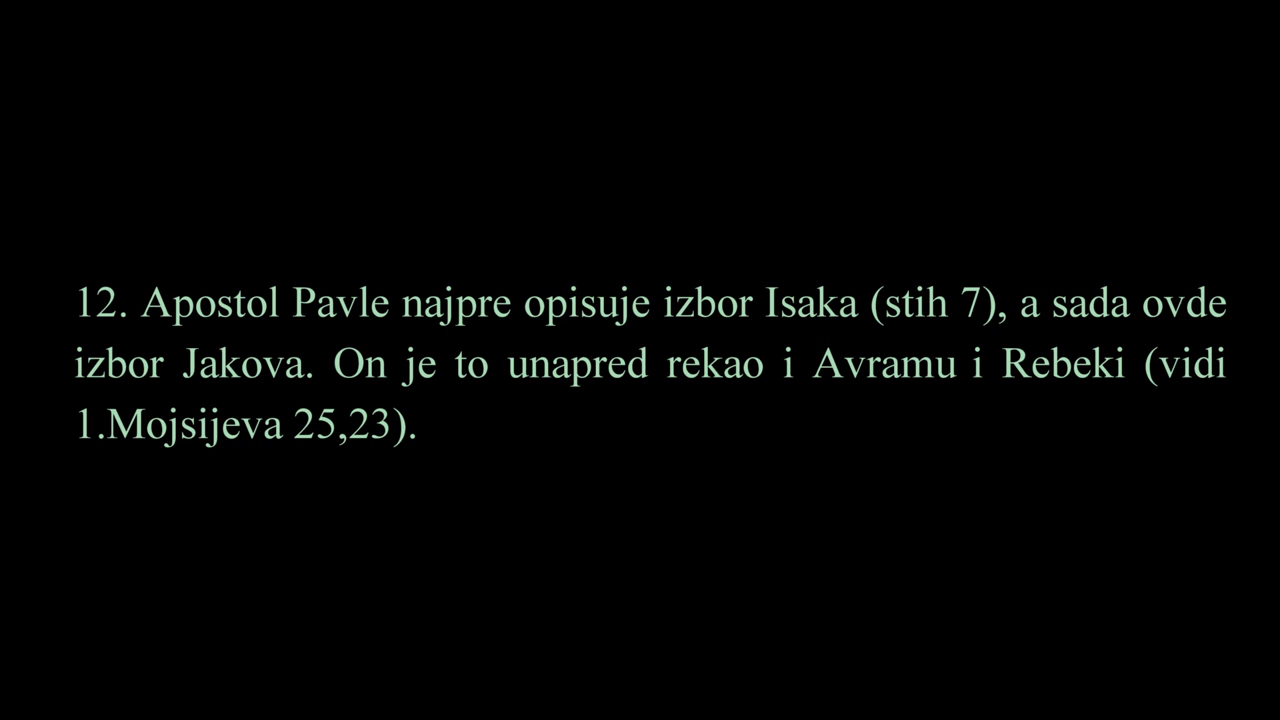 12. Apostol Pavle najpre opisuje izbor Isaka (stih 7), a sada ovde
izbor Jakova. On je to unapred rekao i Avramu i Rebeki (vidi
1.Mojsijeva 25,23).